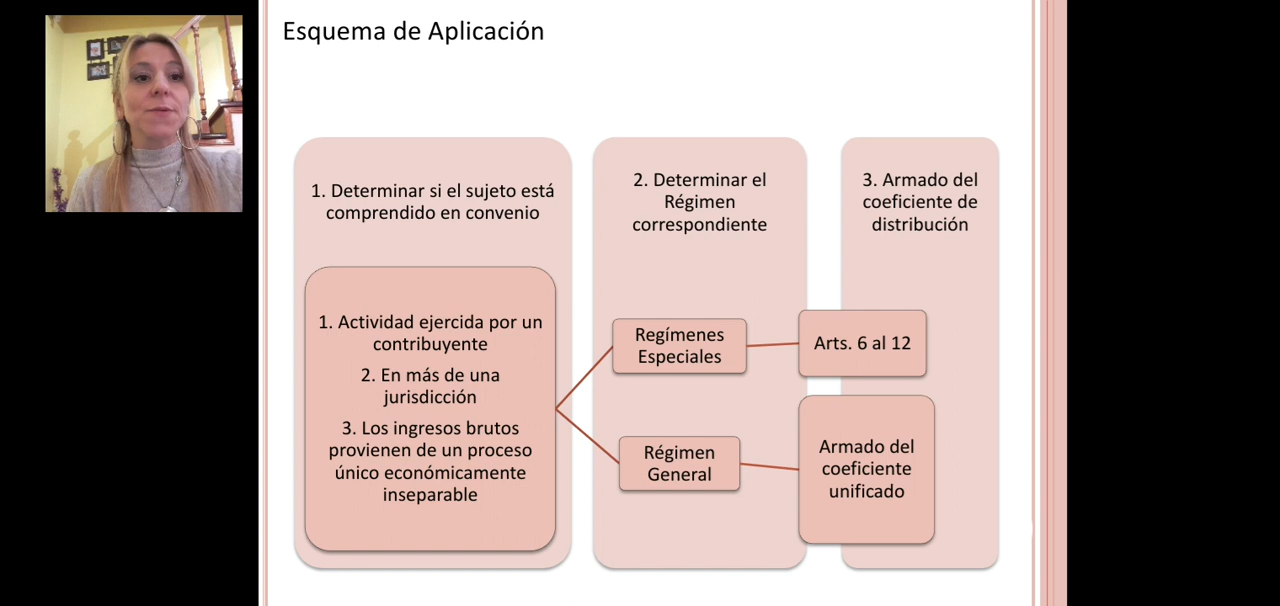 Esquema de Aplicación
1. Determinar si el sujeto está
comprendido en convenio
1. Actividad ejercida por un
contribuyente
2. En más de una
jurisdicción
3. Los ingresos brutos
provienen de un proceso
único económicamente
inseparable
2. Determinar el
Régimen
correspondiente
Regímenes
Especiales
Régimen
General
3. Armado del
coeficiente de
distribución
Arts. 6 al 12
Armado del
coeficiente
unificado